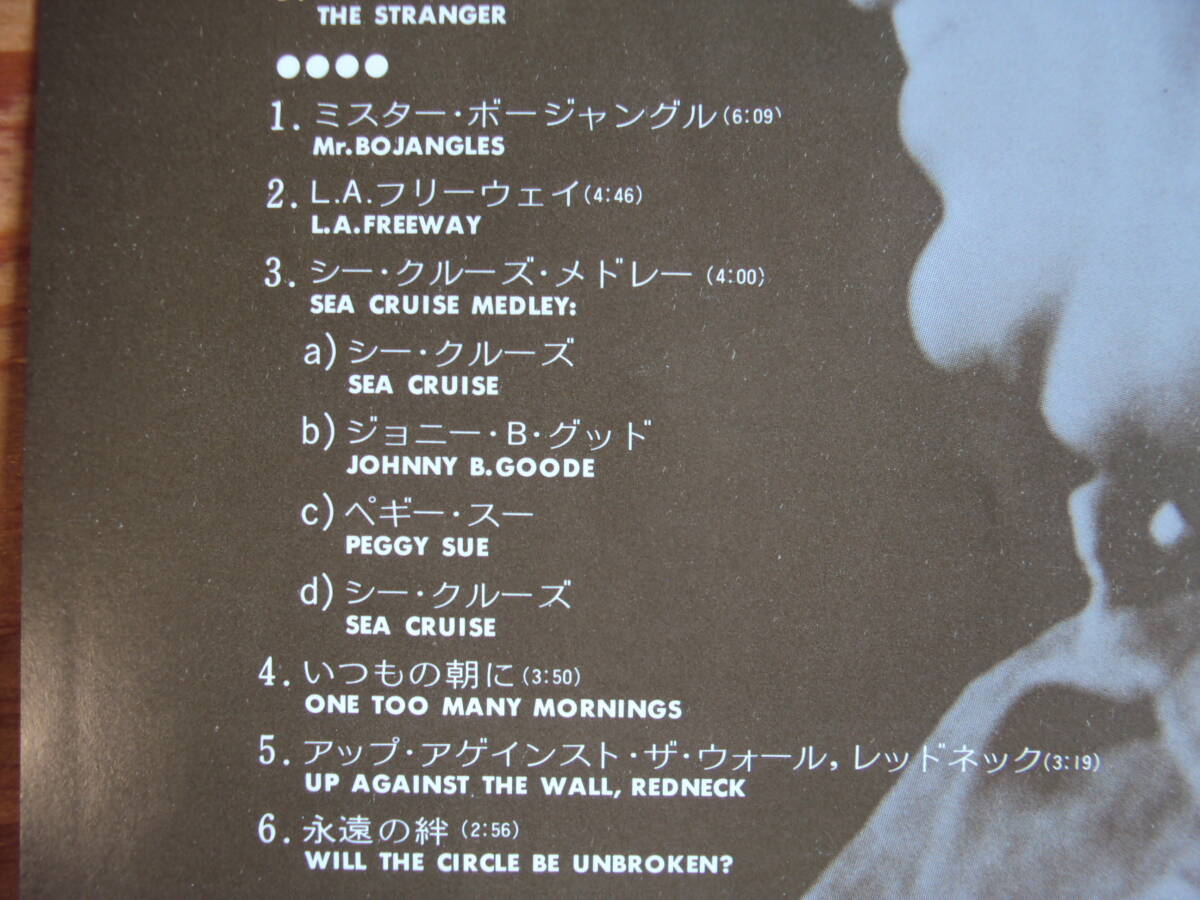 THE STRANGER
●●●●
1. ミスター・ボージャングル(6:09)
Mr.BOJANGLES
2. L.A.フリーウェイ(4:46)
L.A.FREEWAY
3. シー・クルーズ・メドレー (4:00)
SEA CRUISE MEDLEY:
a) シー・クルーズ
SEA CRUISE
b) ジョニー・B・グッド
JOHNNY B.GOODE
c) ペギー・スー
PEGGY SUE
d) シー・クルーズ
SEA CRUISE
4. いつもの朝に(3:50)
ONE TOO MANY MORNINGS
5. アップ・アゲインスト・ザ・ウォール, レッドネック(3:19)
UP AGAINST THE WALL, REDNECK
6. 永遠の絆 (2:56)
WILL THE CIRCLE BE UNBROKEN?